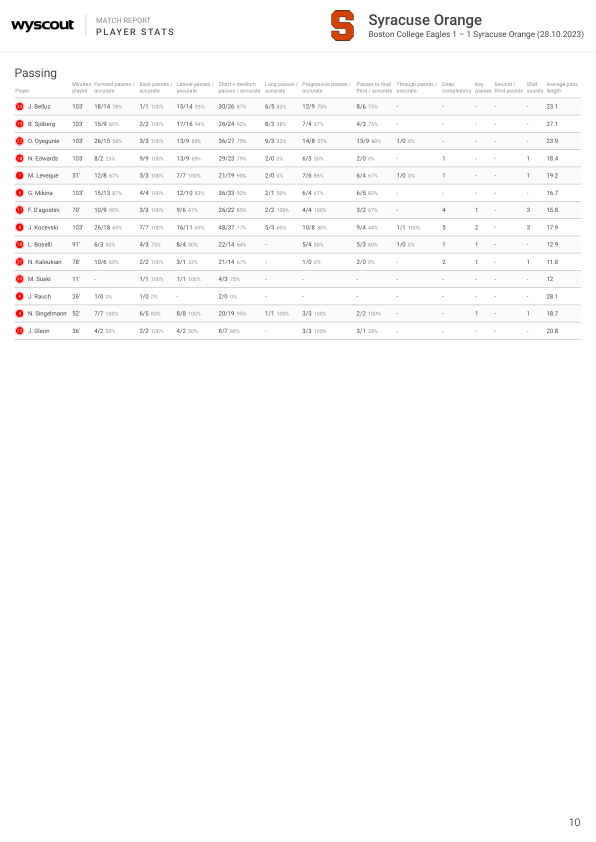 wyscout
MATCH REPORT
PLAYER STATS
Syracuse Orange
Boston College Eagles 1 – 1 Syracuse Orange (28.10.2023)
Passing
Player Minutes played Forward passes / accurate Back passes / accurate Lateral passes / accurate Short + medium passes / accurate Long passes / accurate Progressive passes / accurate Passes to final third / accurate Through passes / accurate Deep completions Key passes Second / third assists Shot assists Average pass length
J. Belluz 103' 18/14 78% 1/1 100% 15/14 93% 30/26 87% 6/5 83% 12/9 75% 8/6 75% - - - - - 23.1
B. Sjöberg 103' 15/9 60% 2/2 100% 17/16 94% 26/24 92% 8/3 38% 7/4 57% 4/3 75% - - - - - 27.1
O. Oyegunle 103' 26/15 58% 3/3 100% 13/9 69% 36/27 75% 9/3 33% 14/8 57% 15/9 60% 1/0 0% - - - - 23.9
N. Edwards 103' 8/2 25% 9/9 100% 13/9 69% 29/23 79% 2/0 0% 6/3 50% 2/0 0% - 1 - - 1 18.4
M. Leveque 51' 12/8 67% 3/3 100% 7/7 100% 21/19 90% 2/0 0% 7/6 86% 6/4 67% 1/0 0% 1 - - 1 19.2
G. Mikina 103' 15/13 87% 4/4 100% 12/10 83% 36/33 92% 2/1 50% 6/4 67% 6/5 83% - - - - - 16.7
F. D'agostini 70' 10/9 90% 3/3 100% 9/6 67% 26/22 85% 2/2 100% 4/4 100% 3/2 67% - 4 1 - 3 15.8
J. Kocevski 103' 26/18 69% 7/7 100% 16/11 69% 48/37 77% 5/3 60% 10/8 80% 9/4 44% 1/1 100% 5 2 - 3 17.9
L. Boselli 91' 6/3 50% 4/3 75% 8/4 50% 22/14 64% - 5/4 80% 5/3 60% 1/0 0% 1 1 - - 12.9
N. Kaloukian 78' 10/6 60% 2/2 100% 3/1 33% 21/14 67% - 1/0 0% 2/0 0% - 2 1 - 1 11.8
M. Suski 11' - 1/1 100% 1/1 100% 4/3 75% - - - - - - - - 12
J. Rauch 26' 1/0 0% 1/0 0% - 2/0 0% - - - - - - - - 28.1
N. Singelmann 52' 7/7 100% 6/5 83% 8/8 100% 20/19 95% 1/1 100% 3/3 100% 2/2 100% - - 1 - 1 18.7
J. Glenn 36' 4/2 50% 2/2 100% 4/2 50% 8/7 88% - 3/3 100% 3/1 33% - - - - - 20.8
10